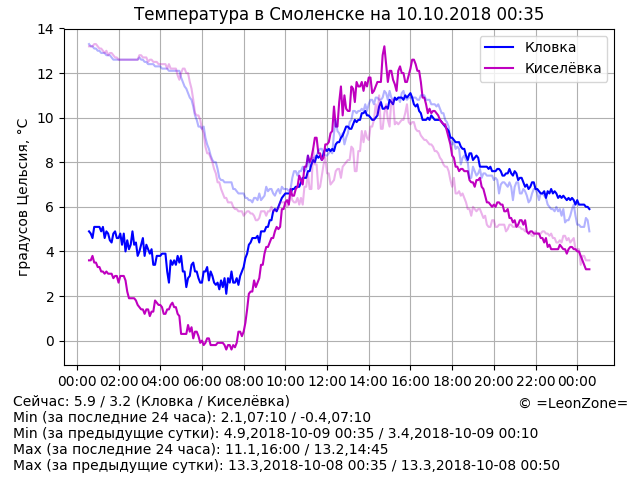 Температура в Смоленске на 10.10.2018 00:35
градусов Цельсия, °C
14
12
10
8
6
4
2
0
Кловка
Киселёвка
00:00 02:00 04:00 06:00 08:00 10:00 12:00 14:00 16:00 18:00 20:00 22:00 00:00
Сейчас: 5.9 / 3.2 (Кловка / Киселёвка)
© =LeonZone=
Min (за последние 24 часа): 2.1,07:10 / -0.4,07:10
Min (за предыдущие сутки): 4.9,2018-10-09 00:35 / 3.4,2018-10-09 00:10
Max (за последние 24 часа): 11.1,16:00 / 13.2,14:45
Max (за предыдущие сутки): 13.3,2018-10-08 00:35 / 13.3,2018-10-08 00:50